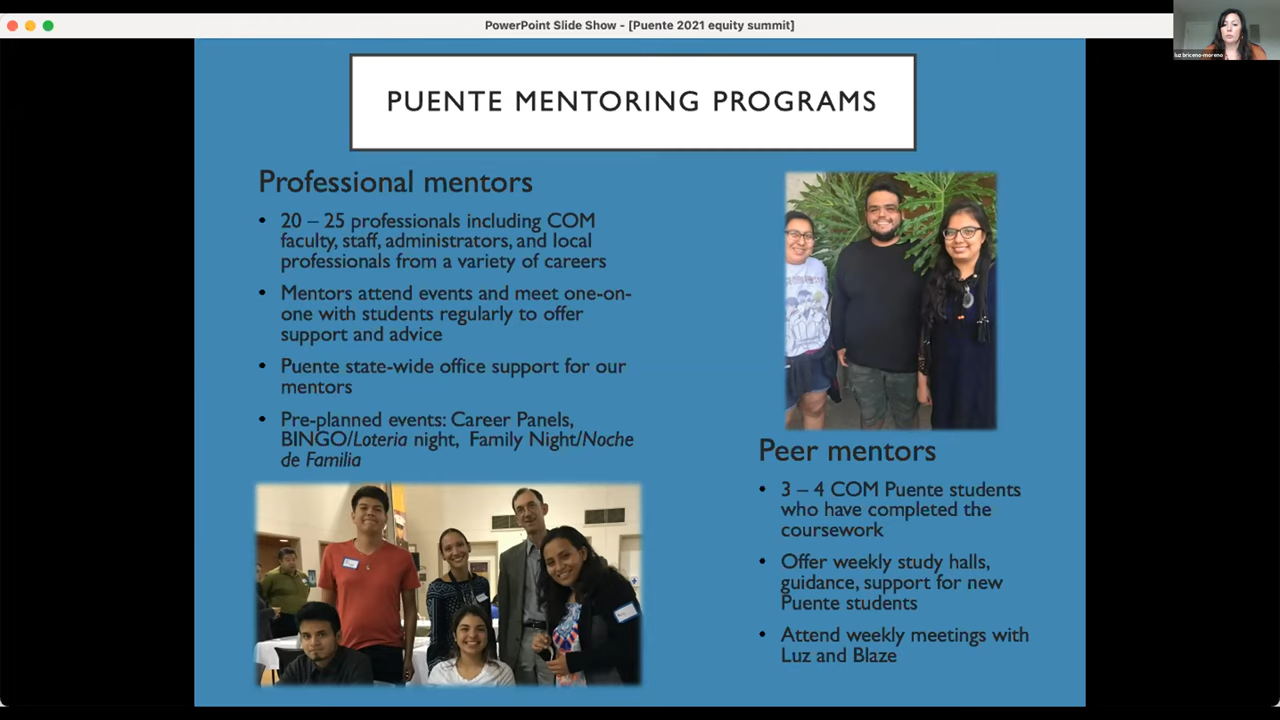 PowerPoint Slide Show - [Puente 2021 equity summit]
luz briceno-moreno
PUENTE MENTORING PROGRAMS
Professional mentors
• 20 – 25 professionals including COM
faculty, staff, administrators, and local
professionals from a variety of careers
• Mentors attend events and meet one-on-
one with students regularly to offer
support and advice
• Puente state-wide office support for our
mentors
• Pre-planned events: Career Panels,
BINGO/Loteria night, Family Night/Noche
de Familia
Peer mentors
• 3 – 4 COM Puente students
who have completed the
coursework
• Offer weekly study halls,
guidance, support for new
Puente students
• Attend weekly meetings with
Luz and Blaze